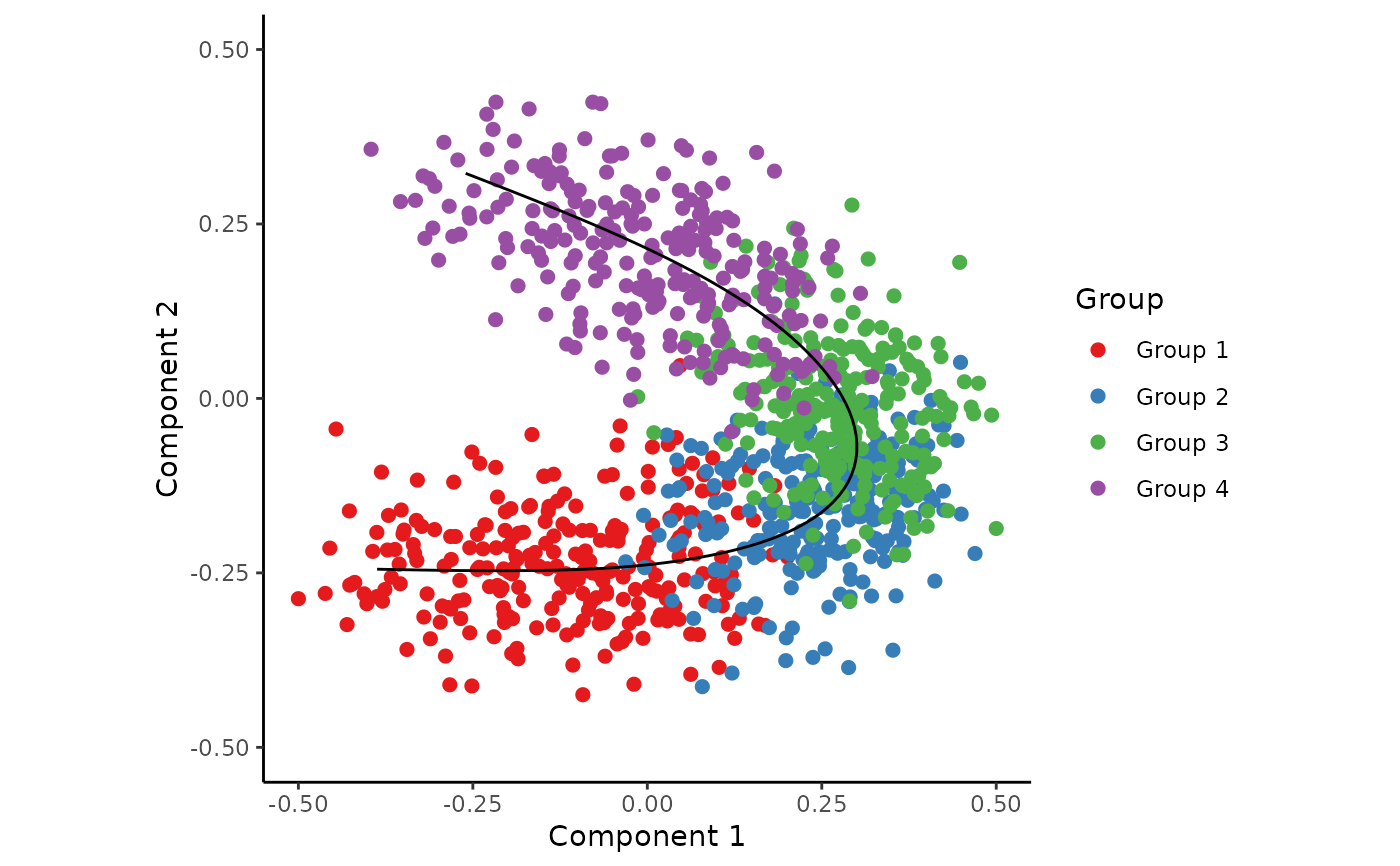 Component 2
0.50
0.25
0.00
-0.25
-0.50
-0.50 -0.25 0.00 0.25 0.50
Component 1
Group
Group 1
Group 2
Group 3
Group 4